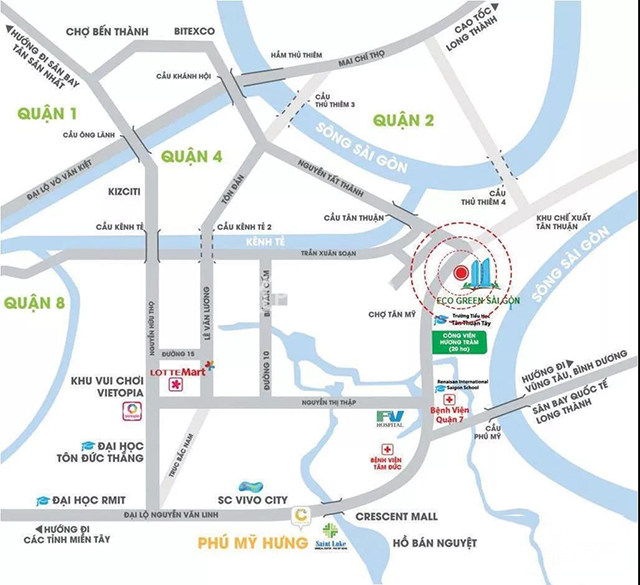 HƯỚNG ĐI SÂN BAY
TÂN SÂN NHẤT
CHỢ BẾN THÀNH
BITEXCO
HẦM THỦ THIÊM
MAI CHÍ THỌ
CAO TỐC
LONG THÀNH
CẦU KHÁNH HỘI
CẦU
THỦ THIÊM 3
QUẬN 1
CẦU ÔNG LÃNH
QUẬN 4
QUẬN 2
SÔNG SÀI GÒN
ĐẠI LỘ VÕ VĂN KIỆT
KIZCITI
TÔN ĐẢN
NGUYỄN TẤT THÀNH
CẦU
THỦ THIÊM 4
CẦU KÊNH TẺ
CẦU KÊNH TẺ 2
CẦU TÂN THUẬN
KHU CHẾ XUẤT
TÂN THUẬN
KÊNH TẺ
TRẦN XUÂN SOẠN
SÔNG SÀI GÒN
QUẬN 8
ECO GREEN SÀI GÒN
NGUYỄN HỮU THỌ
LÊ VĂN LƯƠNG
CHỢ TÂN MỸ
Trường Tiểu Học
Tân Thuận Tây
CÔNG VIÊN
HƯƠNG TRÀM
(20 ha)
ĐƯỜNG 15
ĐƯỜNG 10
LOTTEMart
HƯỚNG ĐI
VŨNG TÀU, BÌNH DƯƠNG
KHU VUI CHƠI
VIETOPIA
NGUYỄN THỊ THẬP
Renaisan International
Saigon School
Bệnh Viện
Quận 7
SÂN BAY QUỐC TẾ
LONG THÀNH
FV
HOSPITAL
CẦU
PHÚ MỸ
ĐẠI HỌC
TÔN ĐỨC THẮNG
TRỤC BẮC NAM
BỆNH VIỆN
TÂM ĐỨC
ĐẠI HỌC RMIT
SC VIVO CITY
ĐẠI LỘ NGUYỄN VĂN LINH
CRESCENT MALL
HƯỚNG ĐI
CÁC TỈNH MIỀN TÂY
PHÚ MỸ HƯNG
Saint Luke
HỒ BÁN NGUYỆT